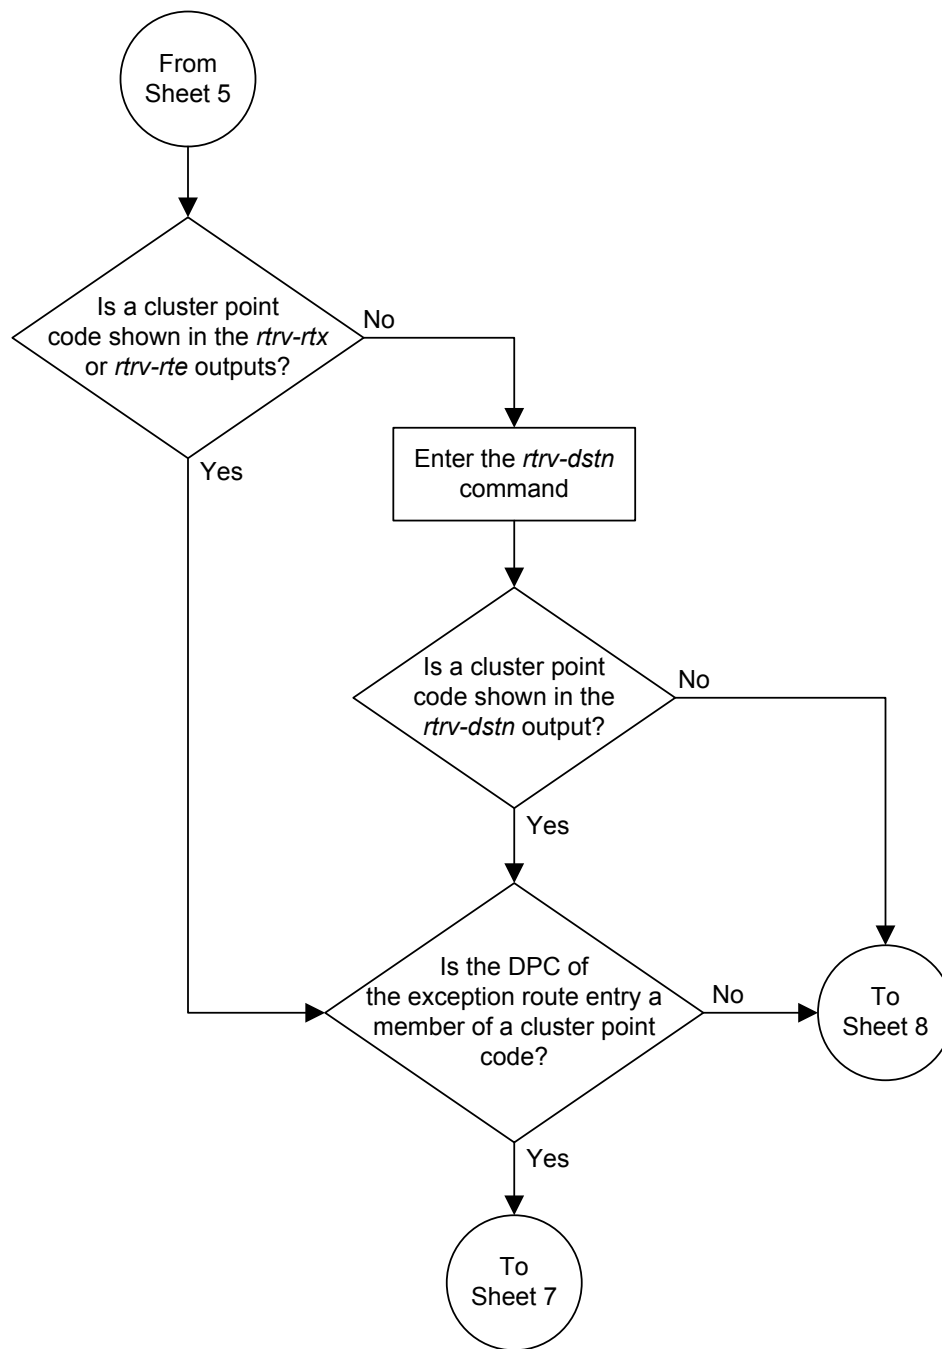 From
Sheet 5
Is a cluster point
code shown in the rtrv-rtx
or rtrv-rte outputs?
No
Yes
Enter the rtrv-dstn
command
Is a cluster point
code shown in the
rtrv-dstn output?
No
Yes
Is the DPC of
the exception route entry a
member of a cluster point
code?
No
To
Sheet 8
Yes
To
Sheet 7